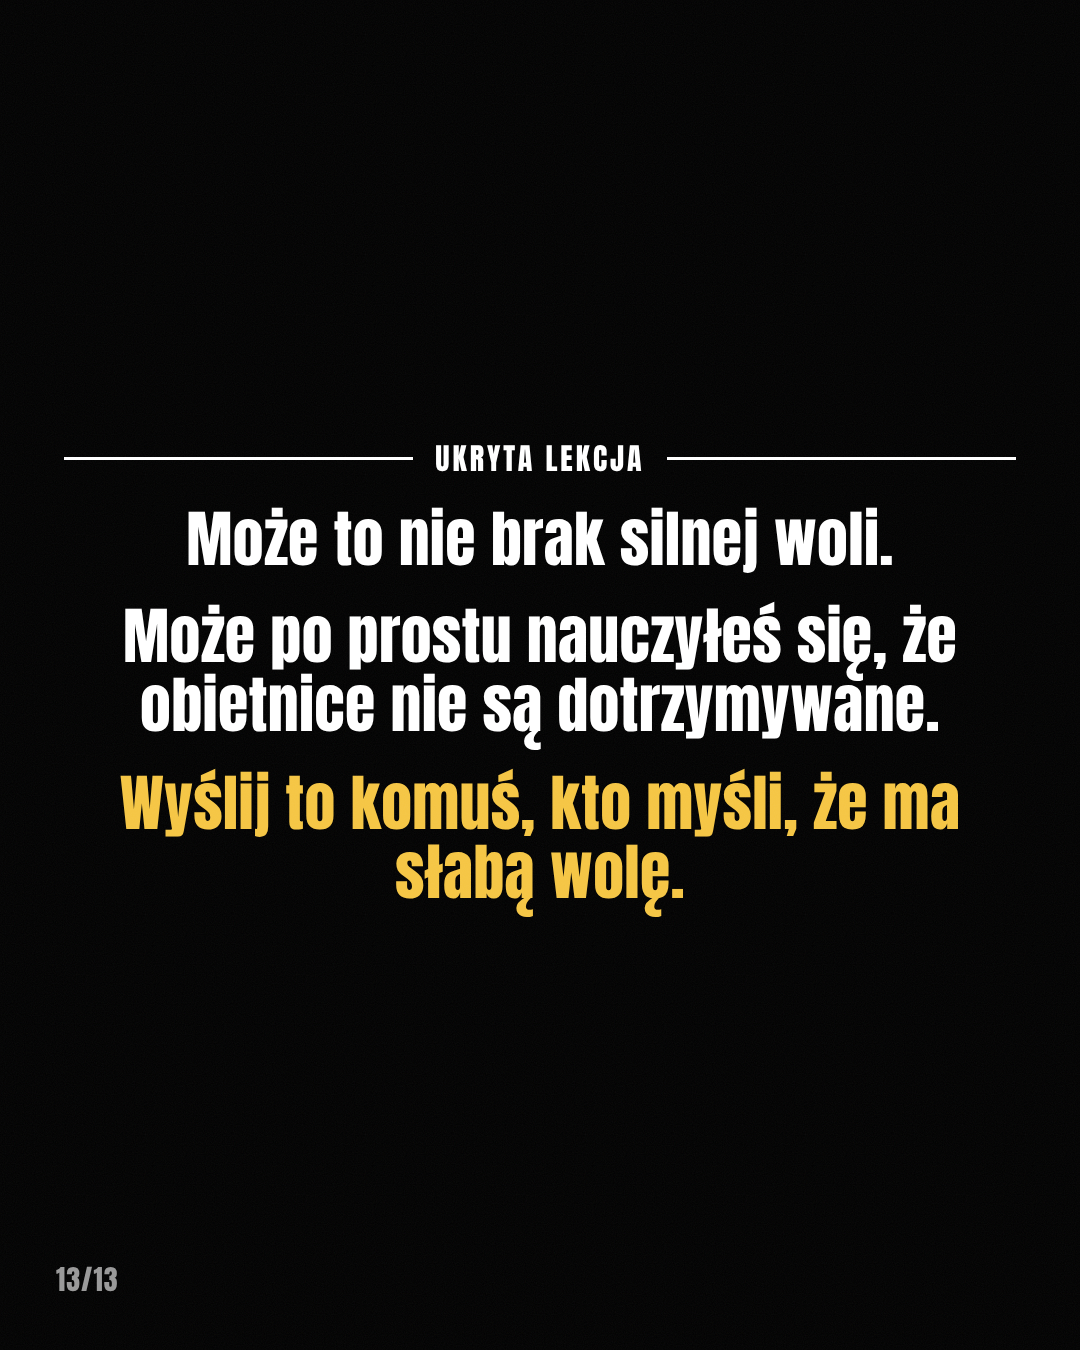 UKRYTA LEKCJA
Może to nie brak silnej woli.
Może po prostu nauczyłeś się, że
obietnice nie są dotrzymywane.
Wyślij to komuś, kto myśli, że ma
słabą wolę.
13/13